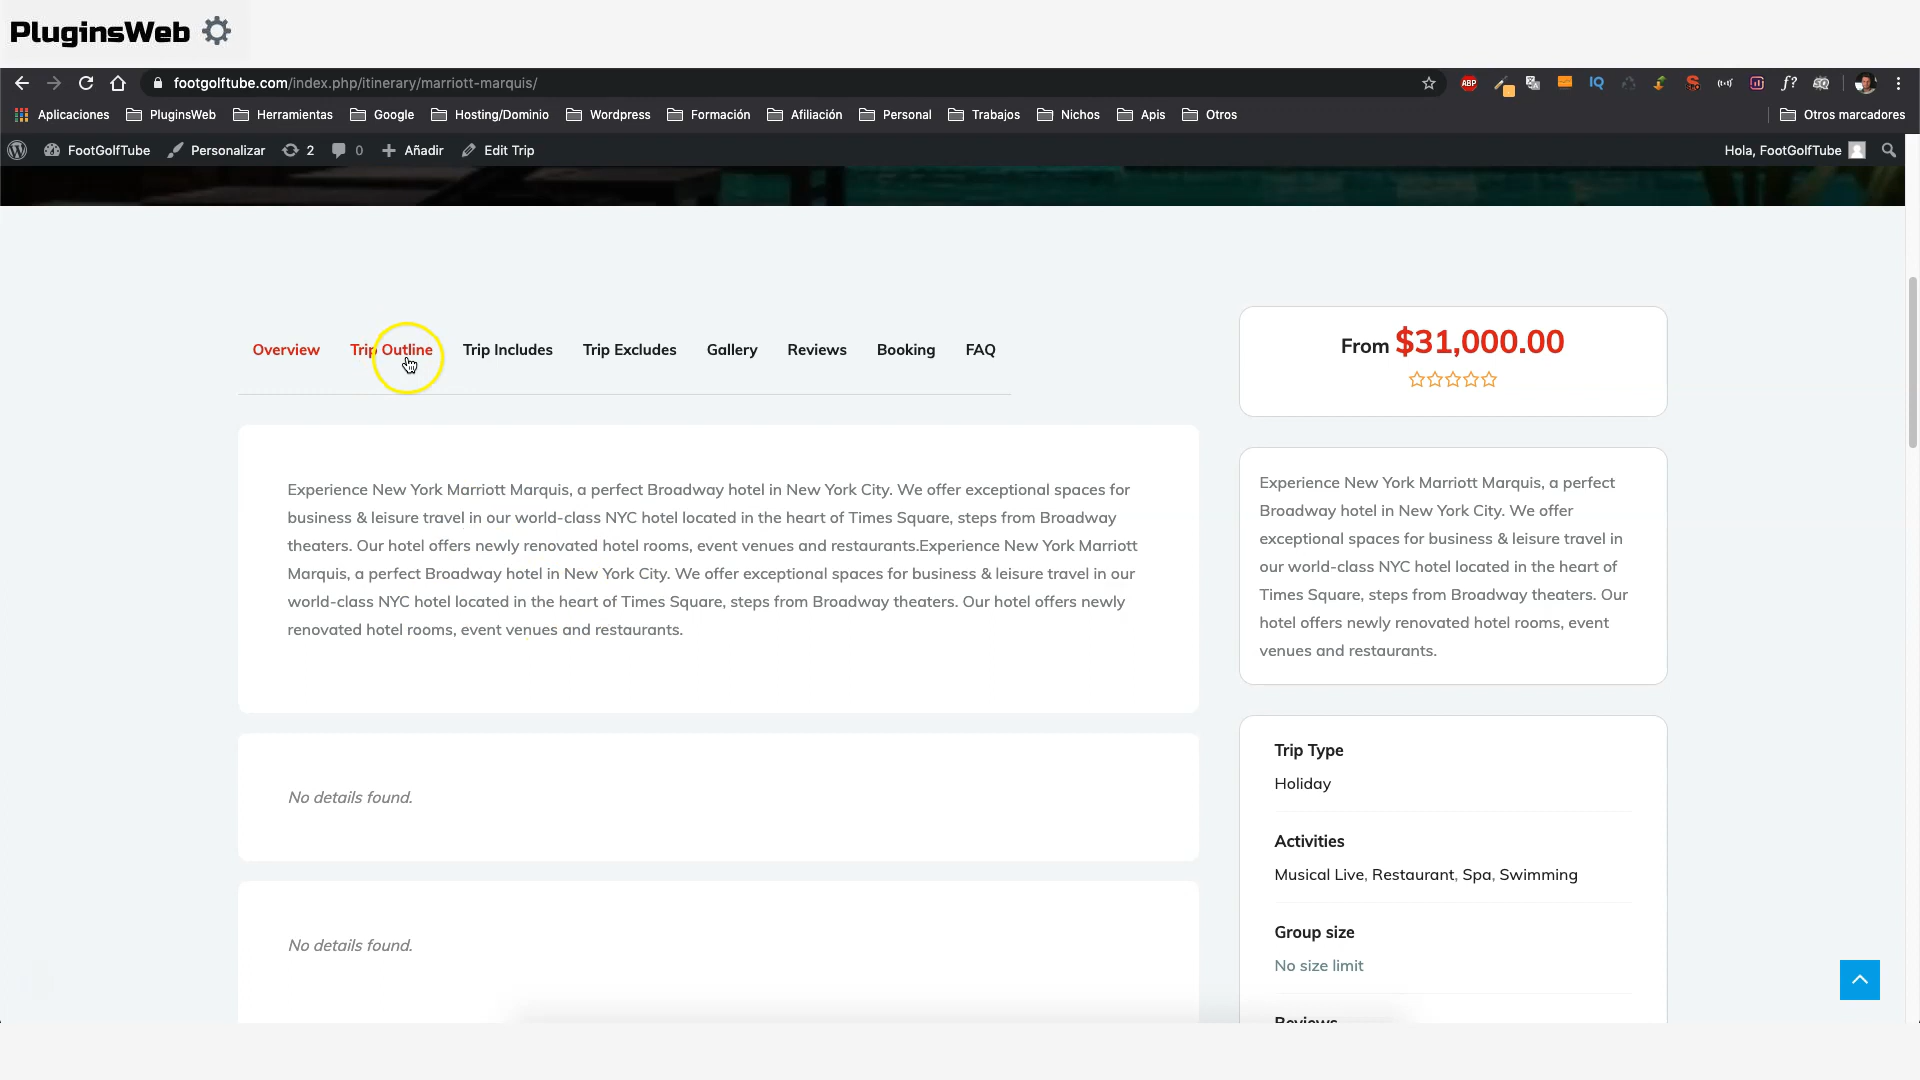 PluginsWeb
footgolftube.com/index.php/itinerary/marriott-marquis/
ABP
IQ
f?
Aplicaciones PluginsWeb Herramientas Google Hosting/Dominio Wordpress Formación Afiliación Personal Trabajos Nichos Apis Otros Otros marcadores
FootGolfTube Personalizar 2 0 Añadir Edit Trip Hola, FootGolfTube
Overview Trip Outline Trip Includes Trip Excludes Gallery Reviews Booking FAQ
From $31,000.00
Experience New York Marriott Marquis, a perfect Broadway hotel in New York City. We offer exceptional spaces for
business & leisure travel in our world-class NYC hotel located in the heart of Times Square, steps from Broadway
theaters. Our hotel offers newly renovated hotel rooms, event venues and restaurants.Experience New York Marriott
Marquis, a perfect Broadway hotel in New York City. We offer exceptional spaces for business & leisure travel in our
world-class NYC hotel located in the heart of Times Square, steps from Broadway theaters. Our hotel offers newly
renovated hotel rooms, event venues and restaurants.
No details found.
No details found.
Experience New York Marriott Marquis, a perfect
Broadway hotel in New York City. We offer
exceptional spaces for business & leisure travel in
our world-class NYC hotel located in the heart of
Times Square, steps from Broadway theaters. Our
hotel offers newly renovated hotel rooms, event
venues and restaurants.
Trip Type
Holiday
Activities
Musical Live, Restaurant, Spa, Swimming
Group size
No size limit
Reviews